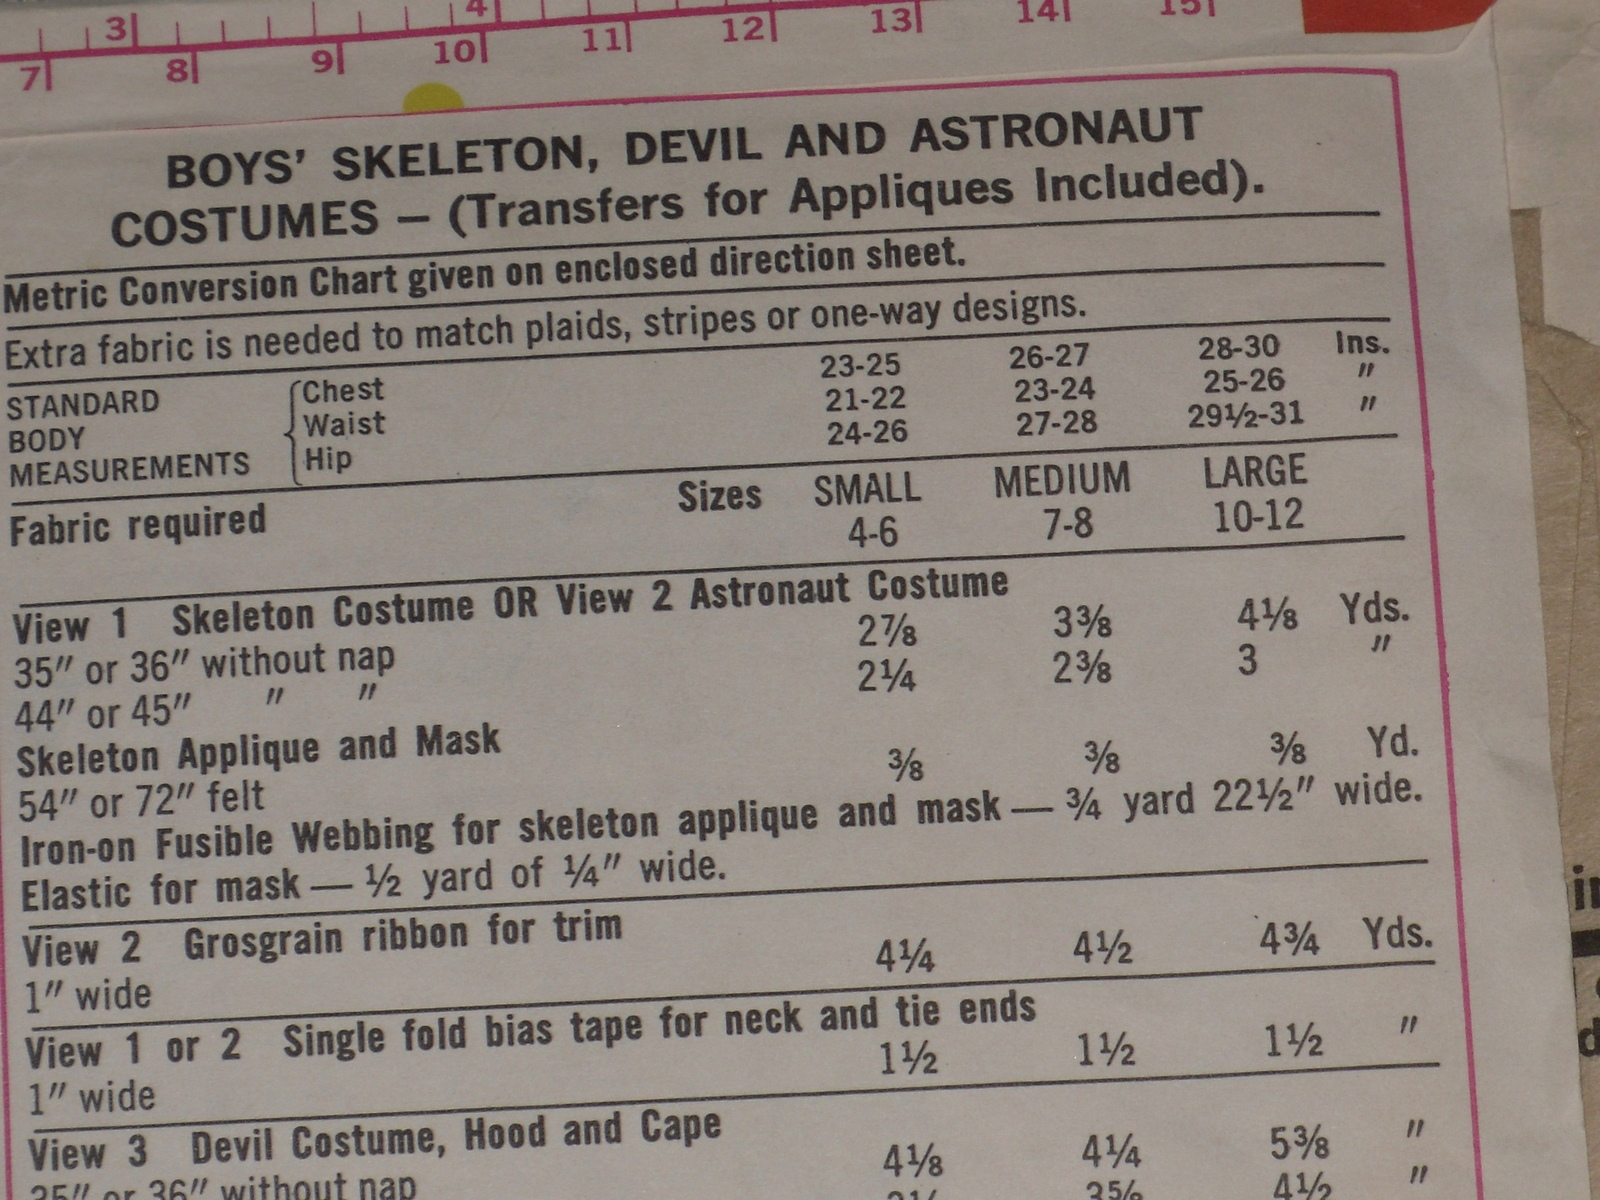 4
3
13 14 15
7 8 9 10 11 12
BOYS' SKELETON, DEVIL AND ASTRONAUT
COSTUMES — (Transfers for Appliques Included).
Metric Conversion Chart given on enclosed direction sheet.
Extra fabric is needed to match plaids, stripes or one-way designs.
STANDARD BODY MEASUREMENTS
Chest 23-25 26-27 28-30 Ins.
Waist 21-22 23-24 25-26 "
Hip 24-26 27-28 29½-31 "
Fabric required Sizes SMALL MEDIUM LARGE
4-6 7-8 10-12
View 1 Skeleton Costume OR View 2 Astronaut Costume
35" or 36" without nap 2⅞ 3⅜ 4⅛ Yds.
44" or 45" " " 2¼ 2⅜ 3 "
Skeleton Applique and Mask
54" or 72" felt ⅜ ⅜ ⅜ Yd.
Iron-on Fusible Webbing for skeleton applique and mask — ¾ yard 22½" wide.
Elastic for mask — ½ yard of ¼" wide.
View 2 Grosgrain ribbon for trim
1" wide 4¼ 4½ 4¾ Yds.
View 1 or 2 Single fold bias tape for neck and tie ends
1" wide 1½ 1½ 1½ "
View 3 Devil Costume, Hood and Cape
35" or 36" without nap 4⅛ 4¼ 5⅜ "
3⅝ 4½ "